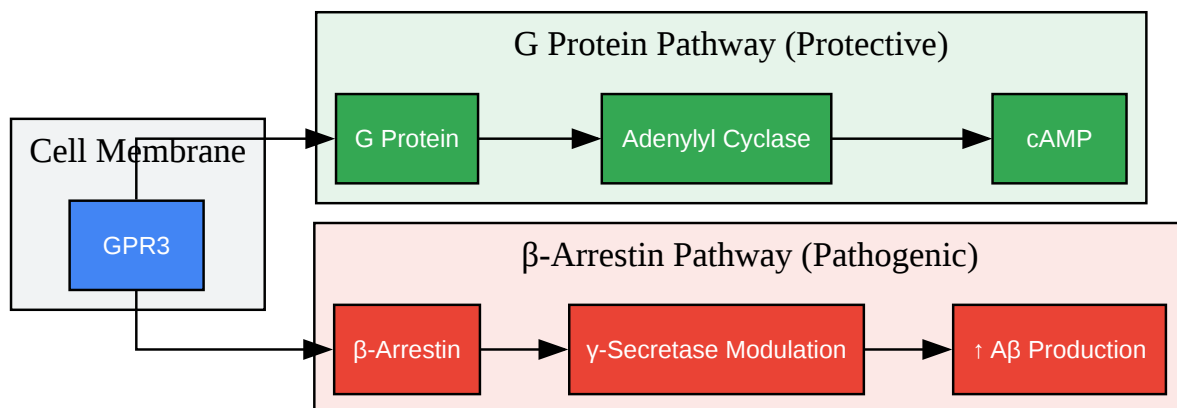 G Protein Pathway (Protective)
G Protein
Adenylyl Cyclase
cAMP
Cell Membrane
GPR3
β-Arrestin Pathway (Pathogenic)
β-Arrestin
γ-Secretase Modulation
↑ Aβ Production